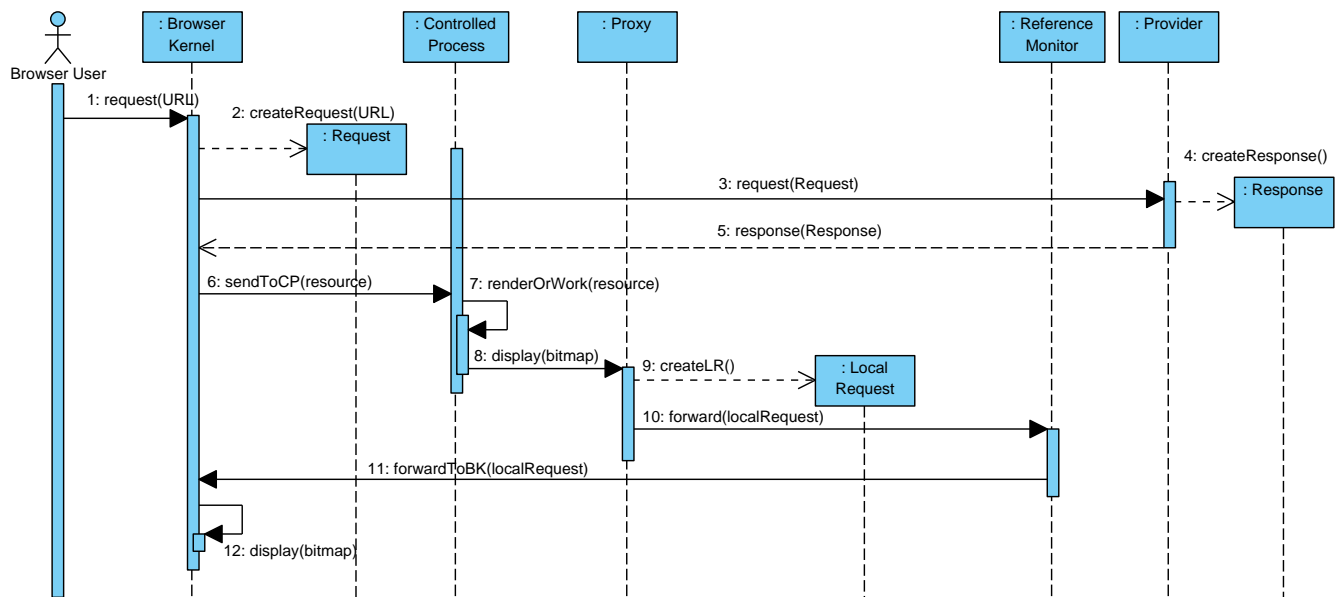 : Browser
Kernel
: Controlled
Process
: Proxy
: Reference
Monitor
: Provider
Browser User
1: request(URL)
2: createRequest(URL)
: Request
4: createResponse()
3: request(Request)
: Response
5: response(Response)
6: sendToCP(resource)
7: renderOrWork(resource)
8: display(bitmap)
9: createLR()
: Local
Request
10: forward(localRequest)
11: forwardToBK(localRequest)
12: display(bitmap)